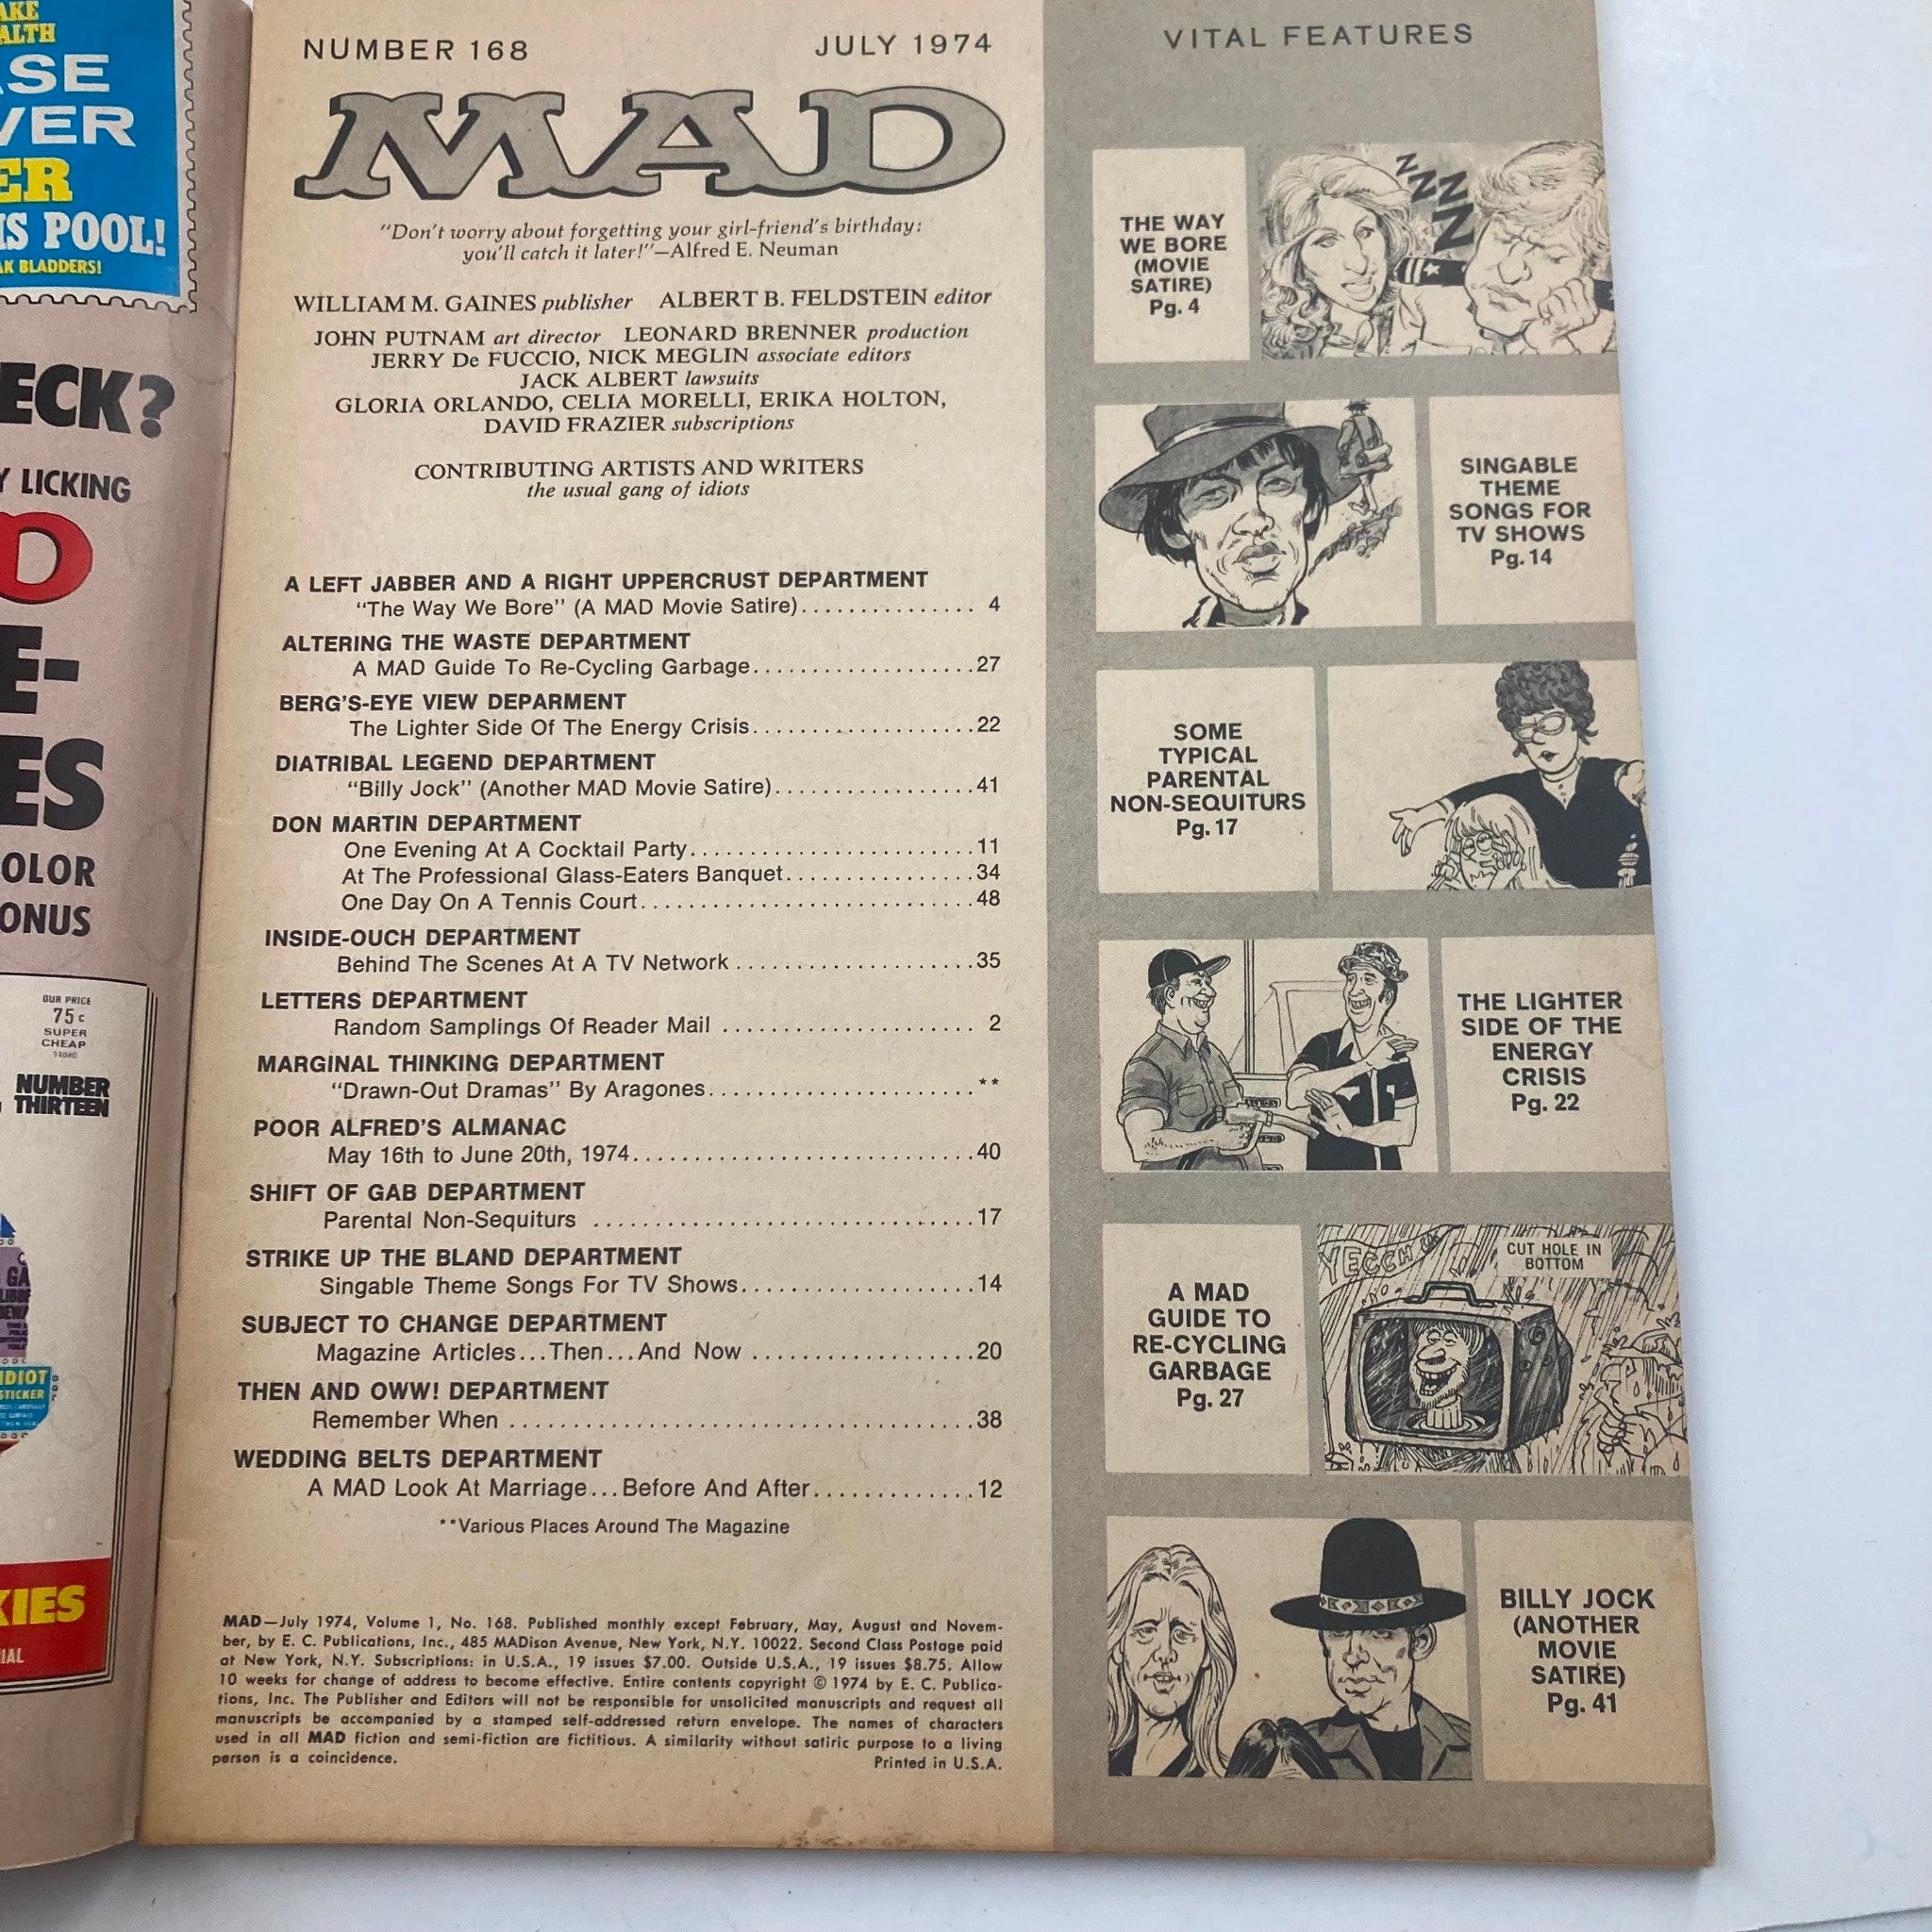 AKE
ALTH
ASE
VER
ER
IS POOL!
AK BLADDERS!
ECK?
Y LICKING
D
E-
ES
OLOR
ONUS
OUR PRICE
75c
SUPER
CHEAP
NUMBER
THIRTEEN
GA
IDIOT
STICKER
KIES
IAL
NUMBER 168
JULY 1974
MAD
"Don't worry about forgetting your girl-friend's birthday:
you'll catch it later!"—Alfred E. Neuman
WILLIAM M. GAINES publisher ALBERT B. FELDSTEIN editor
JOHN PUTNAM art director LEONARD BRENNER production
JERRY De FUCCIO, NICK MEGLIN associate editors
JACK ALBERT lawsuits
GLORIA ORLANDO, CELIA MORELLI, ERIKA HOLTON,
DAVID FRAZIER subscriptions
CONTRIBUTING ARTISTS AND WRITERS
the usual gang of idiots
A LEFT JABBER AND A RIGHT UPPERCRUST DEPARTMENT
"The Way We Bore" (A MAD Movie Satire)............... 4
ALTERING THE WASTE DEPARTMENT
A MAD Guide To Re-Cycling Garbage.....................27
BERG'S-EYE VIEW DEPARMENT
The Lighter Side Of The Energy Crisis.....................22
DIATRIBAL LEGEND DEPARTMENT
"Billy Jock" (Another MAD Movie Satire)..................41
DON MARTIN DEPARTMENT
One Evening At A Cocktail Party..........................11
At The Professional Glass-Eaters Banquet.................34
One Day On A Tennis Court..............................48
INSIDE-OUCH DEPARTMENT
Behind The Scenes At A TV Network ......................35
LETTERS DEPARTMENT
Random Samplings Of Reader Mail ....................... 2
MARGINAL THINKING DEPARTMENT
"Drawn-Out Dramas" By Aragones........................**
POOR ALFRED'S ALMANAC
May 16th to June 20th, 1974...............................40
SHIFT OF GAB DEPARTMENT
Parental Non-Sequiturs ..................................17
STRIKE UP THE BLAND DEPARTMENT
Singable Theme Songs For TV Shows.....................14
SUBJECT TO CHANGE DEPARTMENT
Magazine Articles...Then...And Now ....................20
THEN AND OWW! DEPARTMENT
Remember When .........................................38
WEDDING BELTS DEPARTMENT
A MAD Look At Marriage...Before And After..............12
**Various Places Around The Magazine
MAD—July 1974, Volume 1, No. 168. Published monthly except February, May, August and Novem-
ber, by E. C. Publications, Inc., 485 MADison Avenue, New York, N.Y. 10022. Second Class Postage paid
at New York, N.Y. Subscriptions: in U.S.A., 19 issues $7.00. Outside U.S.A., 19 issues $8.75. Allow
10 weeks for change of address to become effective. Entire contents copyright © 1974 by E. C. Publica-
tions, Inc. The Publisher and Editors will not be responsible for unsolicited manuscripts and request all
manuscripts be accompanied by a stamped self-addressed return envelope. The names of characters
used in all MAD fiction and semi-fiction are fictitious. A similarity without satiric purpose to a living
person is a coincidence.
Printed in U.S.A.
VITAL FEATURES
THE WAY
WE BORE
(MOVIE
SATIRE)
Pg. 4
Z Z Z Z
SINGABLE
THEME
SONGS FOR
TV SHOWS
Pg. 14
SOME
TYPICAL
PARENTAL
NON-SEQUITURS
Pg. 17
THE LIGHTER
SIDE OF THE
ENERGY
CRISIS
Pg. 22
A MAD
GUIDE TO
RE-CYCLING
GARBAGE
Pg. 27
YECCH
CUT HOLE IN
BOTTOM
BILLY JOCK
(ANOTHER
MOVIE
SATIRE)
Pg. 41